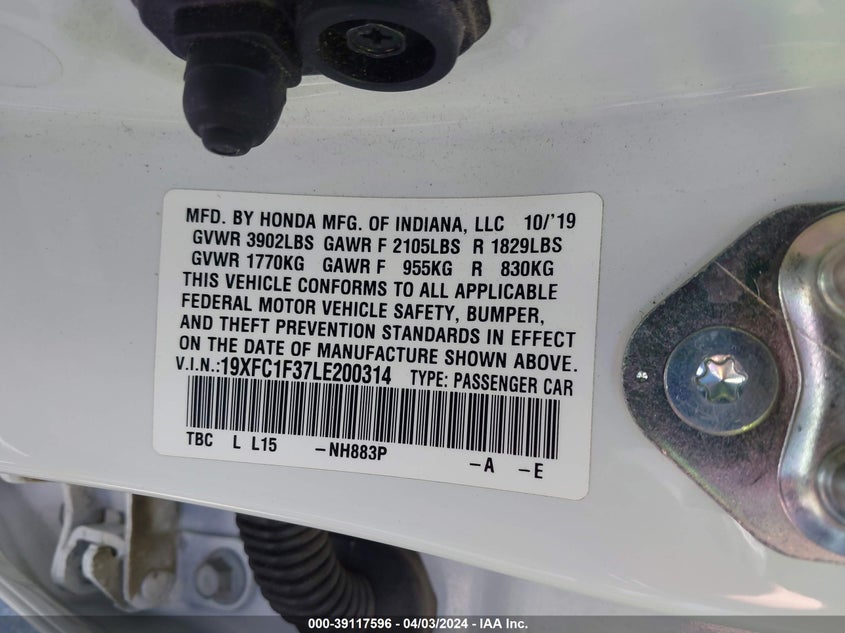 MFD. BY HONDA MFG. OF INDIANA, LLC 10/'19
GVWR 3902LBS GAWR F 2105LBS R 1829LBS
GVWR 1770KG GAWR F 955KG R 830KG
THIS VEHICLE CONFORMS TO ALL APPLICABLE
FEDERAL MOTOR VEHICLE SAFETY, BUMPER,
AND THEFT PREVENTION STANDARDS IN EFFECT
ON THE DATE OF MANUFACTURE SHOWN ABOVE.
V.I.N.:19XFC1F37LE200314 TYPE: PASSENGER CAR
TBC L L15 -NH883P -A -E
000-39117596 - 04/03/2024 - IAA Inc.